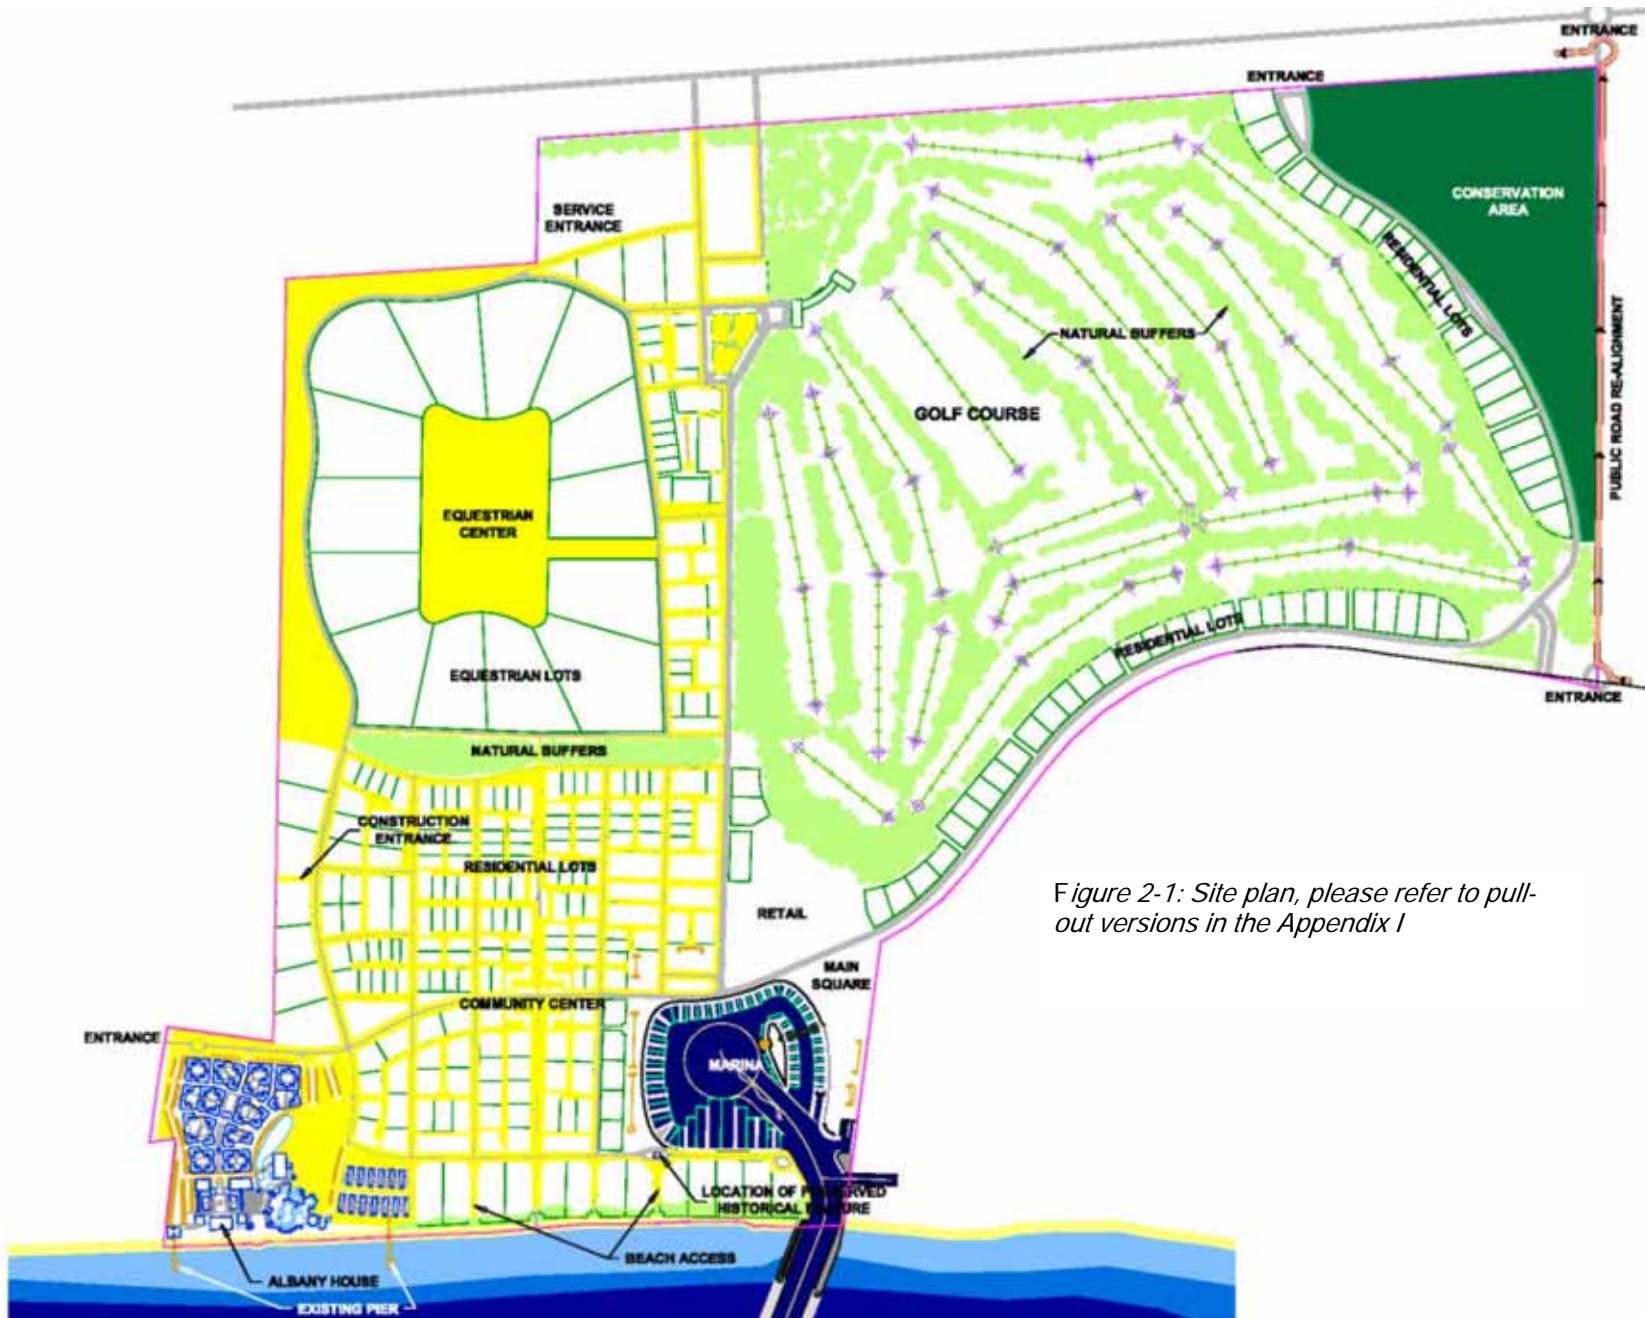 ENTRANCE
ENTRANCE
CONSERVATION
AREA
SERVICE
ENTRANCE
RESIDENTIAL LOTS
NATURAL BUFFERS
PUBLIC ROAD RE-ALIGNMENT
GOLF COURSE
EQUESTRIAN
CENTER
RESIDENTIAL LOTS
EQUESTRIAN LOTS
ENTRANCE
NATURAL BUFFERS
CONSTRUCTION
ENTRANCE
RESIDENTIAL LOTS
RETAIL
Figure 2-1: Site plan, please refer to pull-
out versions in the Appendix I
MAIN
SQUARE
COMMUNITY CENTER
ENTRANCE
MARINA
LOCATION OF PRESERVED
HISTORICAL FEATURE
BEACH ACCESS
ALBANY HOUSE
EXISTING PIER